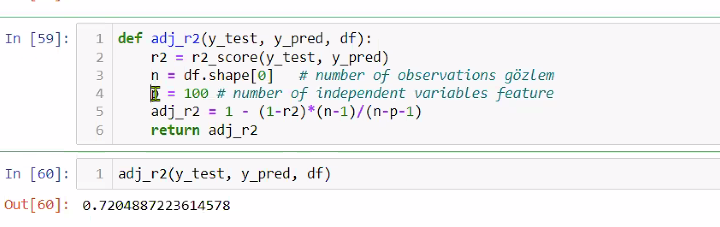 In [59]:
1 def adj_r2(y_test, y_pred, df):
2 r2 = r2_score(y_test, y_pred)
3 n = df.shape[0] # number of observations gözlem
4 p = 100 # number of independent variables feature
5 adj_r2 = 1 - (1-r2)*(n-1)/(n-p-1)
6 return adj_r2
In [60]: 1 adj_r2(y_test, y_pred, df)
Out[60]: 0.7204887223614578